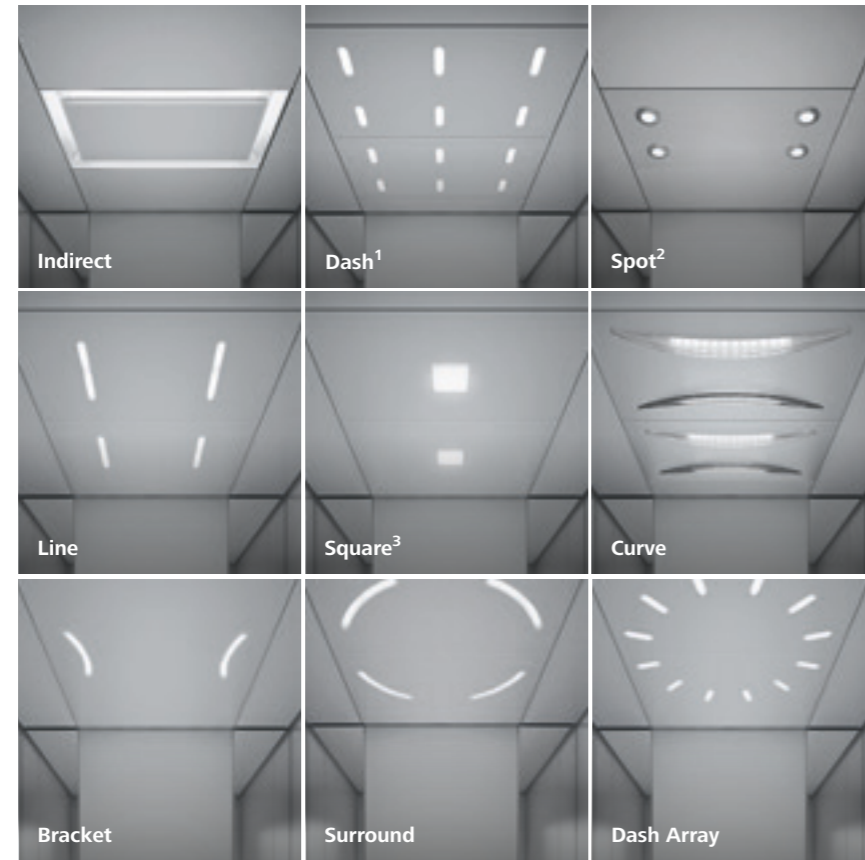 Indirect
Dash¹
Spot²
Line
Square³
Curve
Bracket
Surround
Dash Array